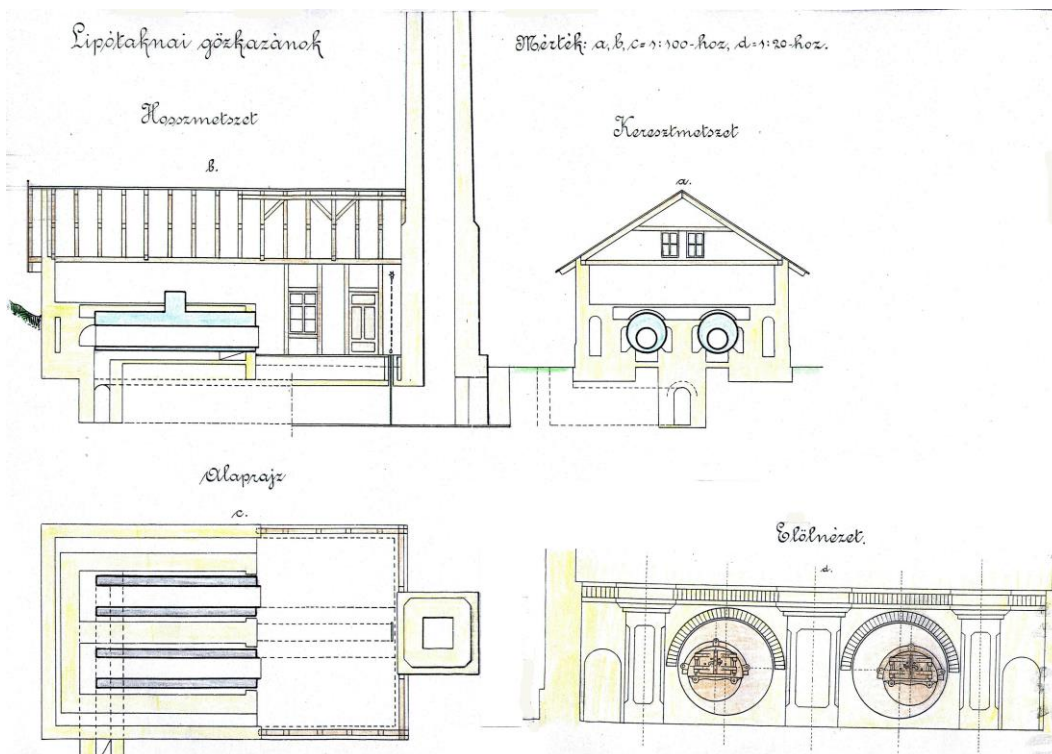 Lipótaknai gőzkazánok
Mérték: a, b, c=1:100-hoz, d=1:20-hoz.
Hosszmetszet
b.
Keresztmetszet
a.
Alaprajz
c.
Elölnézet.
d.